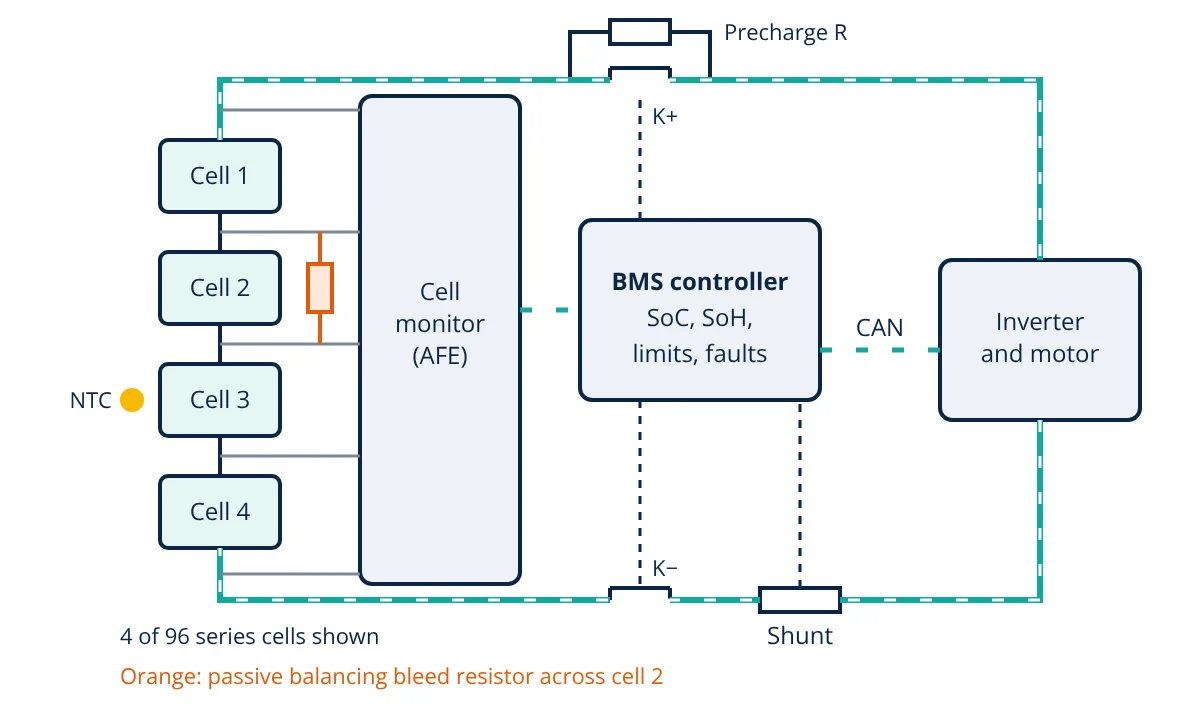 Precharge R
K+
Cell 1
Cell 2
Cell 3
Cell 4
NTC
Cell
monitor
(AFE)
BMS controller
SoC, SoH,
limits, faults
CAN
Inverter
and motor
K−
Shunt
4 of 96 series cells shown
Orange: passive balancing bleed resistor across cell 2